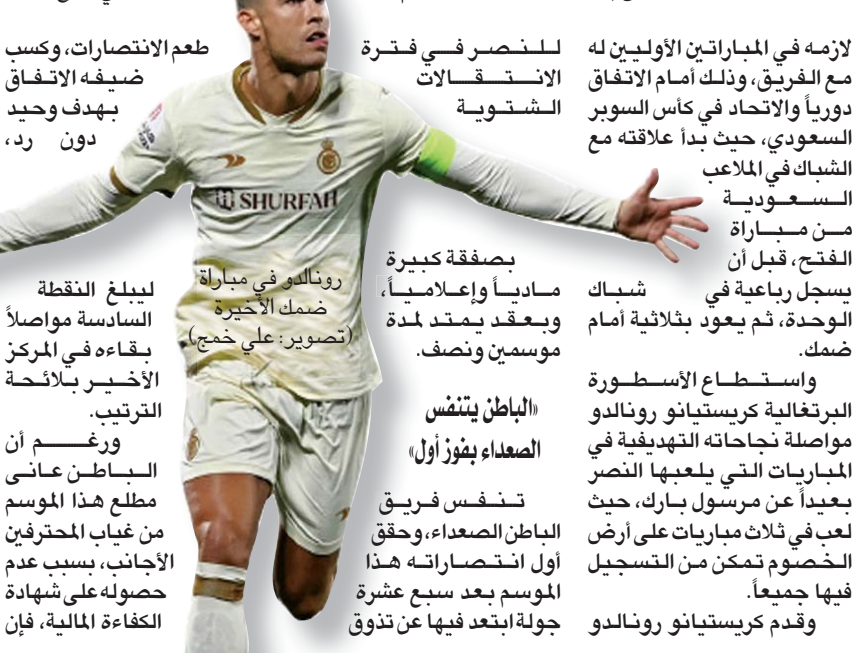 لازمه في المباراتين الأوليين له
مع الفريق، وذلك أمام الاتفاق
دورياً والاتحاد في كأس السوبر
السعودي، حيث بدأ علاقته مع
الشباك في الملاعب
السعودية
من مباراة
الفتح، قبل أن
يسجل رباعية في شباك
الوحدة، ثم يعود بثلاثية أمام
ضمك.
واستطاع الأسطورة
البرتغالية كريستيانو رونالدو
مواصلة نجاحاته التهديفية في
المباريات التي يلعبها النصر
بعيداً عن مرسول بارك، حيث
لعب في ثلاث مباريات على أرض
الخصوم تمكن من التسجيل
فيها جميعاً.
وقدم كريستيانو رونالدو
للنصر في فترة
الانتقالات
الشتوية
بصفقة كبيرة
مادياً وإعلامياً،
وبعقد يمتد لمدة
موسمين ونصف.
«الباطن يتنفس
الصعداء بفوز أول»
تنفس فريق
الباطن الصعداء، وحقق
أول انتصاراته هذا
الموسم بعد سبع عشرة
جولة ابتعد فيها عن تذوق
طعم الانتصارات، وكسب
ضيفه الاتفاق
بهدف وحيد
دون رد،
ليبلغ النقطة
السادسة مواصلاً
بقاءه في المركز
الأخير بلائحة
الترتيب.
ورغم أن
الباطن عانى
مطلع هذا الموسم
من غياب المحترفين
الأجانب، بسبب عدم
حصوله على شهادة
الكفاءة المالية، فإن
SHURFAH
رونالدو في مباراة
ضمك الأخيرة
(تصوير: علي خمج)